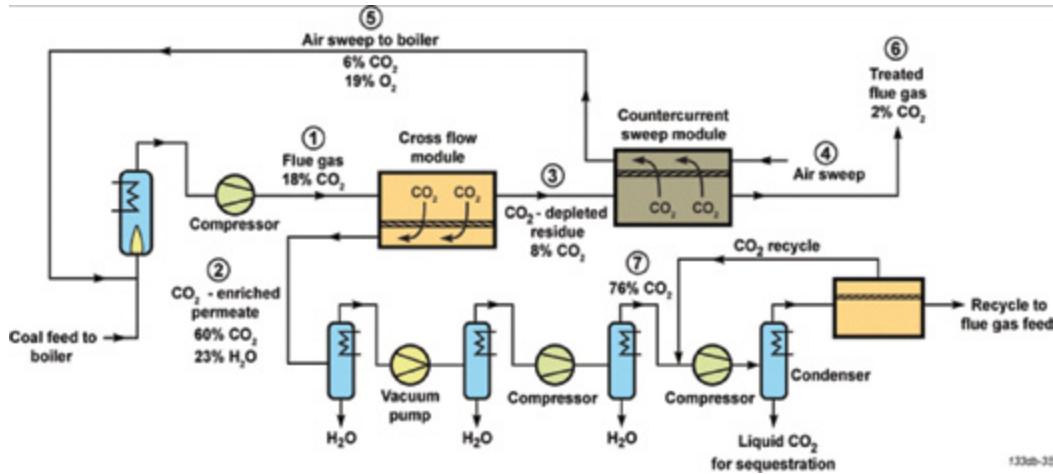 ⑤
Air sweep to boiler
6% CO₂
19% O₂
⑥
Treated
flue gas
2% CO₂
Countercurrent
sweep module
①
Flue gas
18% CO₂
Cross flow
module
④
Air sweep
CO₂ CO₂
CO₂ CO₂
③
CO₂ - depleted
residue
8% CO₂
Compressor
②
CO₂ - enriched
permeate
60% CO₂
23% H₂O
⑦
76% CO₂
CO₂ recycle
Coal feed to
boiler
Recycle to
flue gas feed
Vacuum
pump
Compressor
Compressor
Condenser
H₂O
H₂O
H₂O
Liquid CO₂
for sequestration